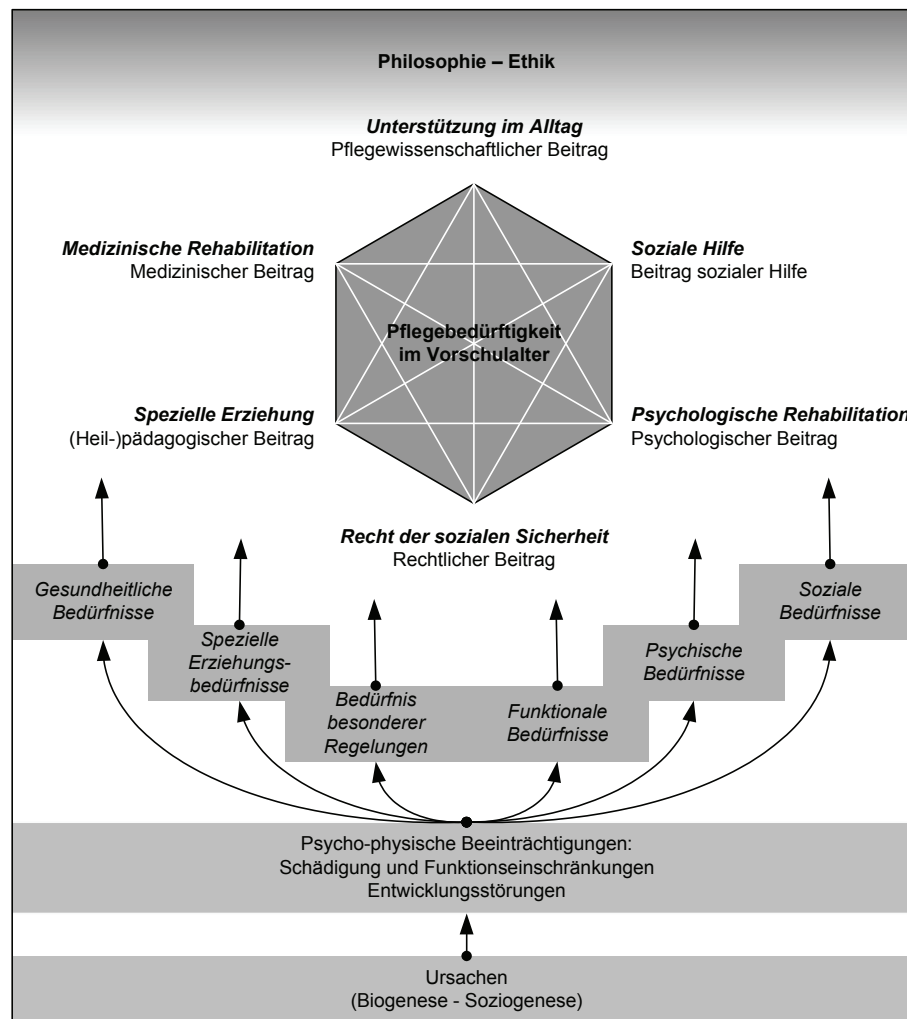 Philosophie – Ethik
Unterstützung im Alltag
Pflegewissenschaftlicher Beitrag
Medizinische Rehabilitation
Medizinischer Beitrag
Soziale Hilfe
Beitrag sozialer Hilfe
Pflegebedürftigkeit
im Vorschulalter
Spezielle Erziehung
(Heil-)pädagogischer Beitrag
Psychologische Rehabilitation
Psychologischer Beitrag
Recht der sozialen Sicherheit
Rechtlicher Beitrag
Gesundheitliche
Bedürfnisse
Spezielle
Erziehungs-
bedürfnisse
Bedürfnis
besonderer
Regelungen
Funktionale
Bedürfnisse
Psychische
Bedürfnisse
Soziale
Bedürfnisse
Psycho-physische Beeinträchtigungen:
Schädigung und Funktionseinschränkungen
Entwicklungsstörungen
Ursachen
(Biogenese - Soziogenese)